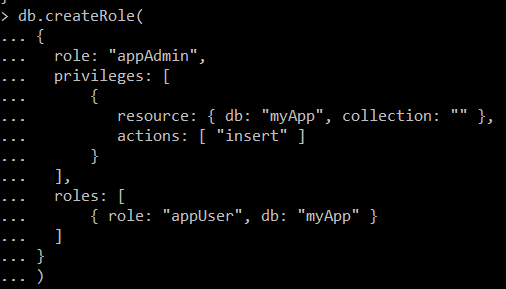 > db.createRole(
... {
...   role: "appAdmin",
...   privileges: [
...       {
...          resource: { db: "myApp", collection: "" },
...          actions: [ "insert" ]
...       }
...   ],
...   roles: [
...       { role: "appUser", db: "myApp" }
...   ]
... }
... )